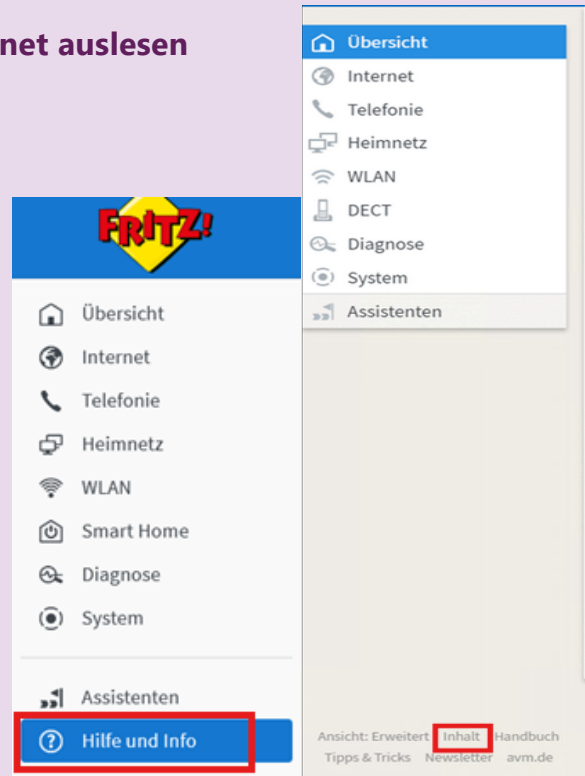 net auslesen
FRITZ!
Übersicht
Internet
Telefonie
Heimnetz
WLAN
Smart Home
Diagnose
System
Assistenten
Hilfe und Info
Übersicht
Internet
Telefonie
Heimnetz
WLAN
DECT
Diagnose
System
Assistenten
Ansicht: Erweitert Inhalt Handbuch
Tipps & Tricks Newsletter avm.de